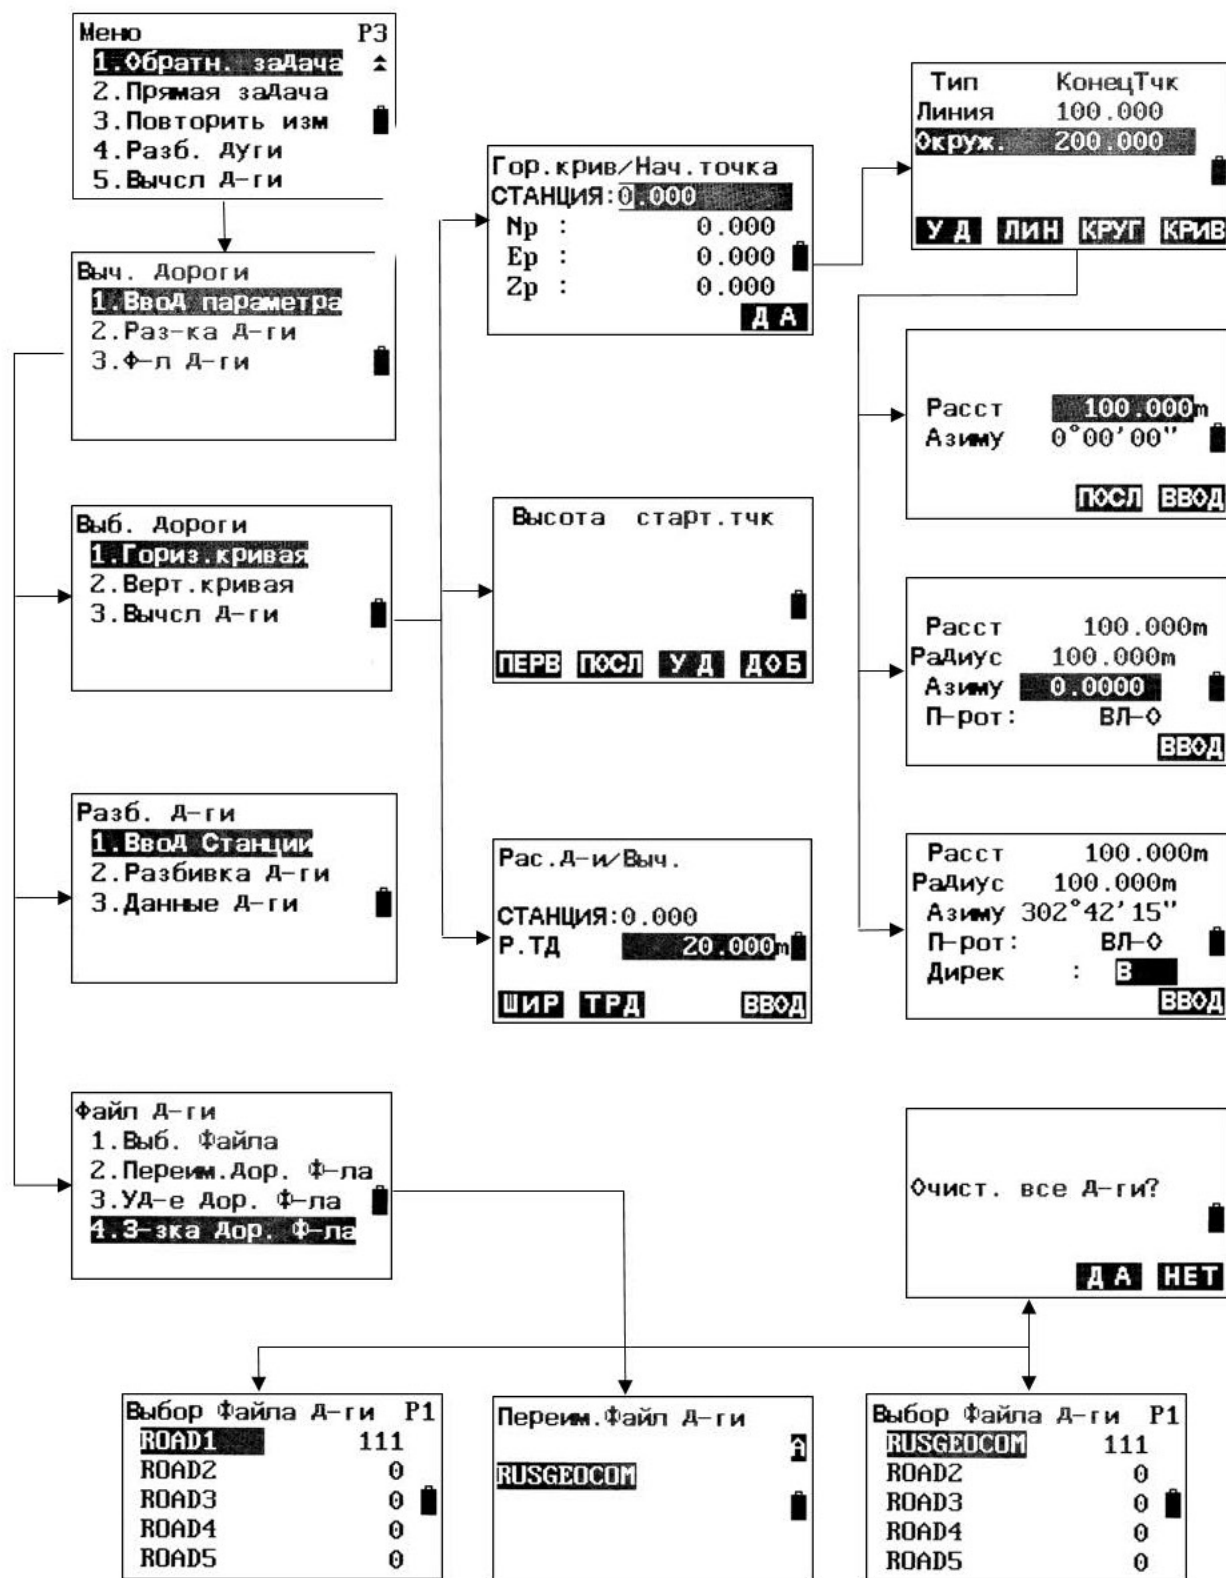 Меню P3
1.Обратн. задача
2.Прямая задача
3.Повторить изм
4.Разб. дуги
5.Вычсл д-ги
Выч. дороги
1.Ввод параметра
2.Раз-ка д-ги
3.Ф-л д-ги
Выб. дороги
1.Гориз.кривая
2.Верт.кривая
3.Вычсл д-ги
Разб. д-ги
1.Ввод Станции
2.Разбивка д-ги
3.Данные д-ги
Файл д-ги
1.Выб. Файла
2.Переим.дор. Ф-ла
3.Уд-е дор. Ф-ла
4.З-зка дор. Ф-ла
Гор.крив/Нач.точка
СТАНЦИЯ:0.000
Np : 0.000
Ep : 0.000
Zp : 0.000
ДА
Высота старт.тчк
ПЕРВ ПОСЛ УД ДОБ
Рас.д-и/Выч.
СТАНЦИЯ:0.000
Р.ТД 20.000m
ШИР ТРД ВВОД
Тип КонецТчк
Линия 100.000
Окруж. 200.000
УД ЛИН КРУГ КРИВ
Расст 100.000m
Азиму 0°00'00"
ПОСЛ ВВОД
Расст 100.000m
Радиус 100.000m
Азиму 0.0000
П-рот: ВЛ-О
ВВОД
Расст 100.000m
Радиус 100.000m
Азиму 302°42'15"
П-рот: ВЛ-О
Дирек : В
ВВОД
Очист. все д-ги?
ДА НЕТ
Выбор Файла д-ги P1
ROAD1 111
ROAD2 0
ROAD3 0
ROAD4 0
ROAD5 0
Переим.Файл д-ги
A
RUSGEOCOM
Выбор Файла д-ги P1
RUSGEOCOM 111
ROAD2 0
ROAD3 0
ROAD4 0
ROAD5 0